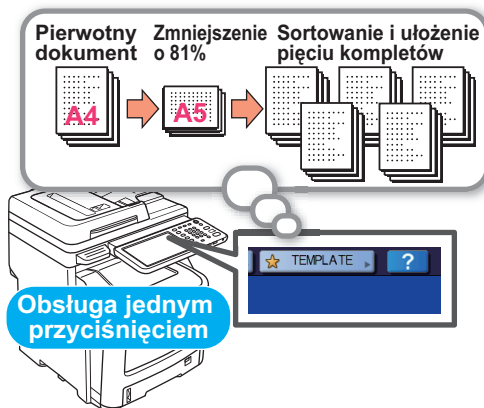 Pierwotny dokument
Zmniejszenie o 81%
Sortowanie i ułożenie pięciu kompletów
A4
A5
TEMPLATE
?
Obsługa jednym
przyciśnięciem